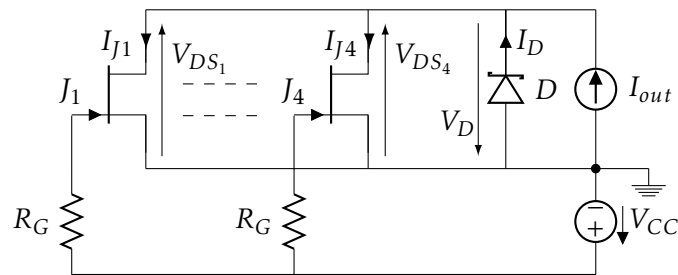 I_{J1}
V_{DS_1}
I_{J4}
V_{DS_4}
I_D
J_1
J_4
D
I_{out}
V_D
R_G
R_G
−
+
V_{CC}